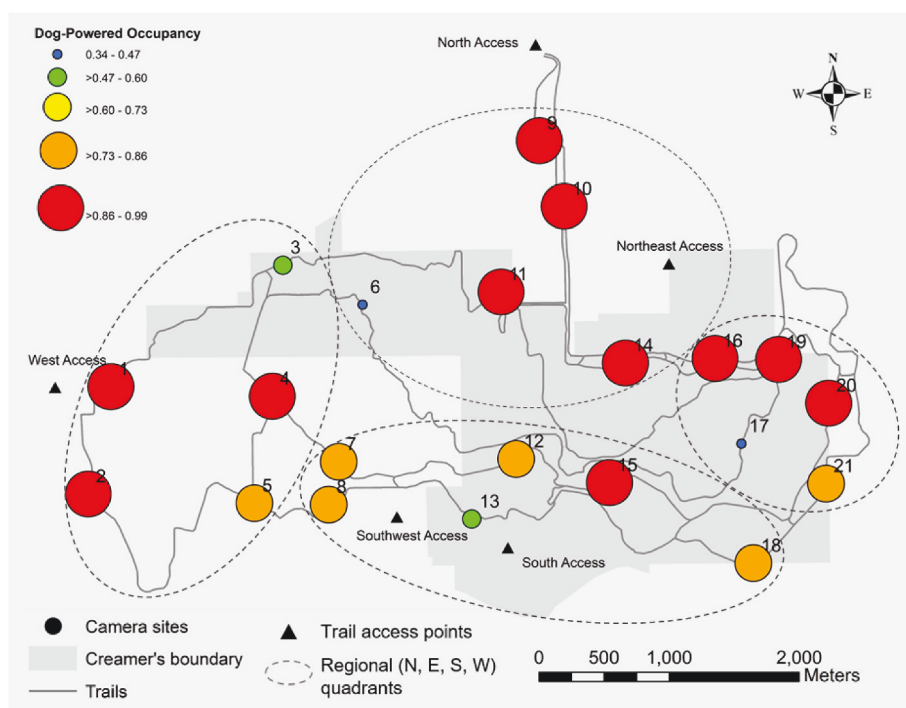 Dog-Powered Occupancy
0.34 - 0.47
>0.47 - 0.60
>0.60 - 0.73
>0.73 - 0.86
>0.86 - 0.99
North Access
N
W E
S
9
10
Northeast Access
3
6
11
14
16
19
West Access
1
4
20
17
7
12
2
5
8
15
21
13
Southwest Access
South Access
18
Camera sites
Creamer's boundary
Trails
Trail access points
Regional (N, E, S, W)
quadrants
0 500 1,000 2,000
Meters